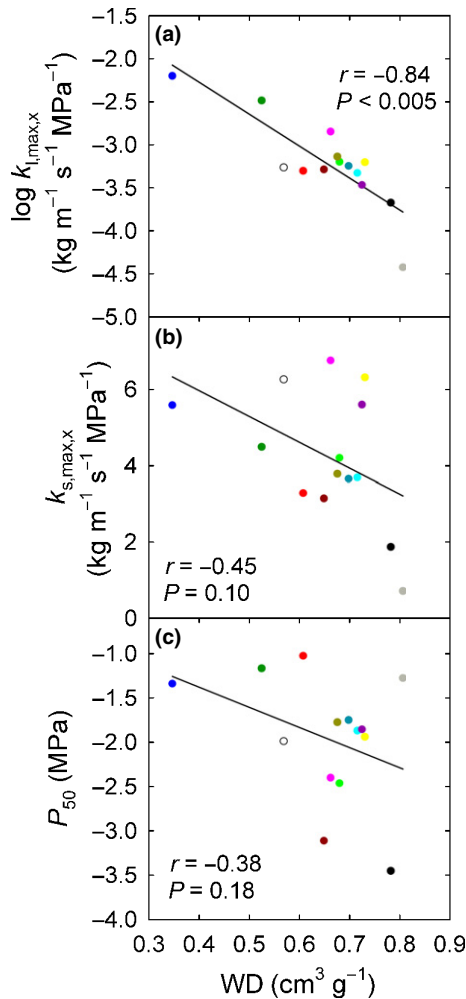 (a)
r = −0.84
P < 0.005
log kl,max,x
(kg m−1 s−1 MPa−1)
−1.5
−2.0
−2.5
−3.0
−3.5
−4.0
−4.5
−5.0
(b)
ks,max,x
(kg m−1 s−1 MPa−1)
6
4
2
0
r = −0.45
P = 0.10
(c)
P50 (MPa)
−1.0
−1.5
−2.0
−2.5
−3.0
−3.5
−4.0
r = −0.38
P = 0.18
0.3 0.4 0.5 0.6 0.7 0.8 0.9
WD (cm3 g−1)